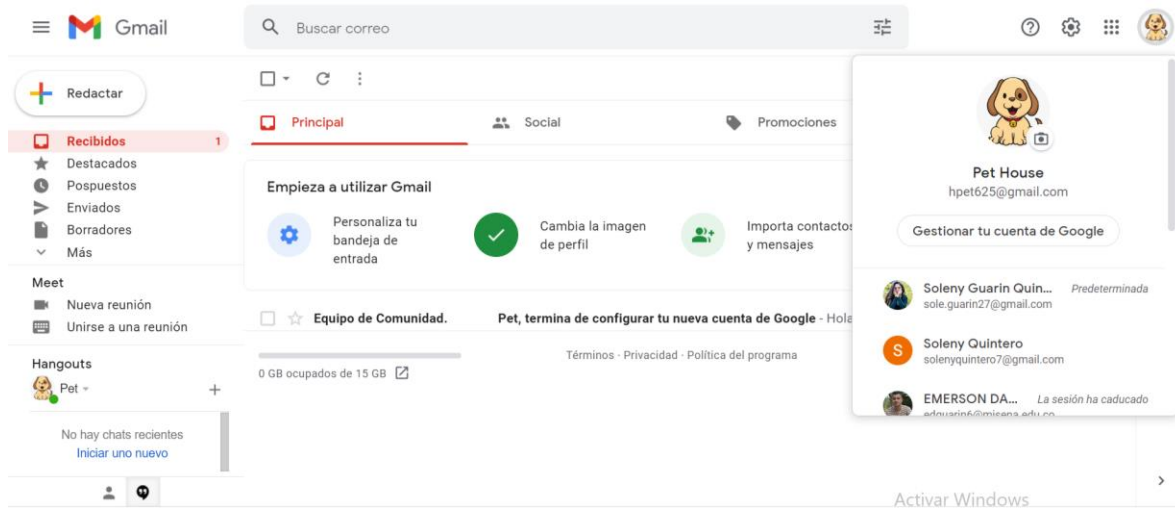 Gmail
Buscar correo
Redactar
Recibidos 1
Destacados
Pospuestos
Enviados
Borradores
Más
Meet
Nueva reunión
Unirse a una reunión
Hangouts
Pet
No hay chats recientes
Iniciar uno nuevo
Principal
Social
Promociones
Empieza a utilizar Gmail
Personaliza tu
bandeja de
entrada
Cambia la imagen
de perfil
Importa contactos
y mensajes
Equipo de Comunidad. Pet, termina de configurar tu nueva cuenta de Google - Hola
Términos · Privacidad · Política del programa
0 GB ocupados de 15 GB
Pet House
hpet625@gmail.com
Gestionar tu cuenta de Google
Soleny Guarin Quin... Predeterminada
sole.guarin27@gmail.com
S
Soleny Quintero
solenyquintero7@gmail.com
EMERSON DA... La sesión ha caducado
edguarin6@misena.edu.co
Activar Windows